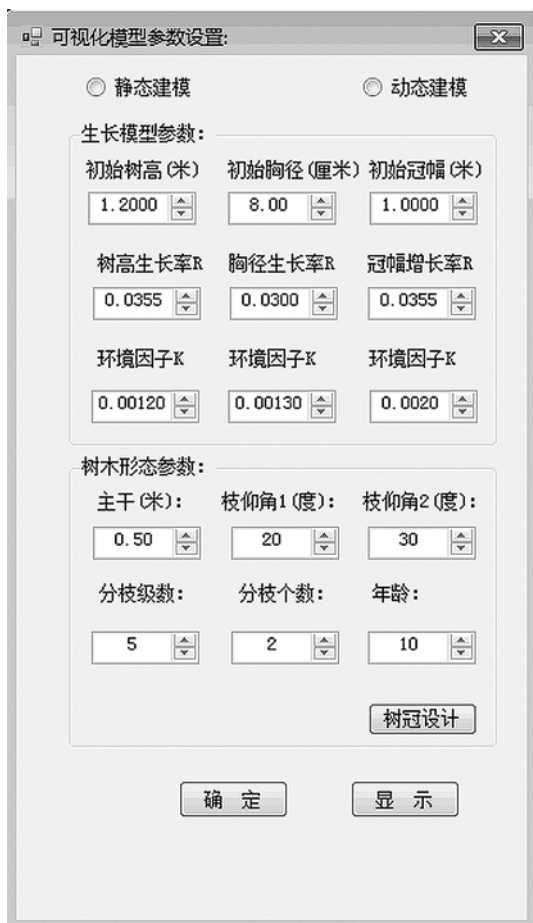 可视化模型参数设置:
静态建模 动态建模
生长模型参数:
初始树高(米) 初始胸径(厘米) 初始冠幅(米)
1.2000 8.00 1.0000
树高生长率R 胸径生长率R 冠幅增长率R
0.0355 0.0300 0.0355
环境因子K 环境因子K 环境因子K
0.00120 0.00130 0.0020
树木形态参数:
主干(米): 枝仰角1(度): 枝仰角2(度):
0.50 20 30
分枝级数: 分枝个数: 年龄:
5 2 10
树冠设计
确 定 显 示